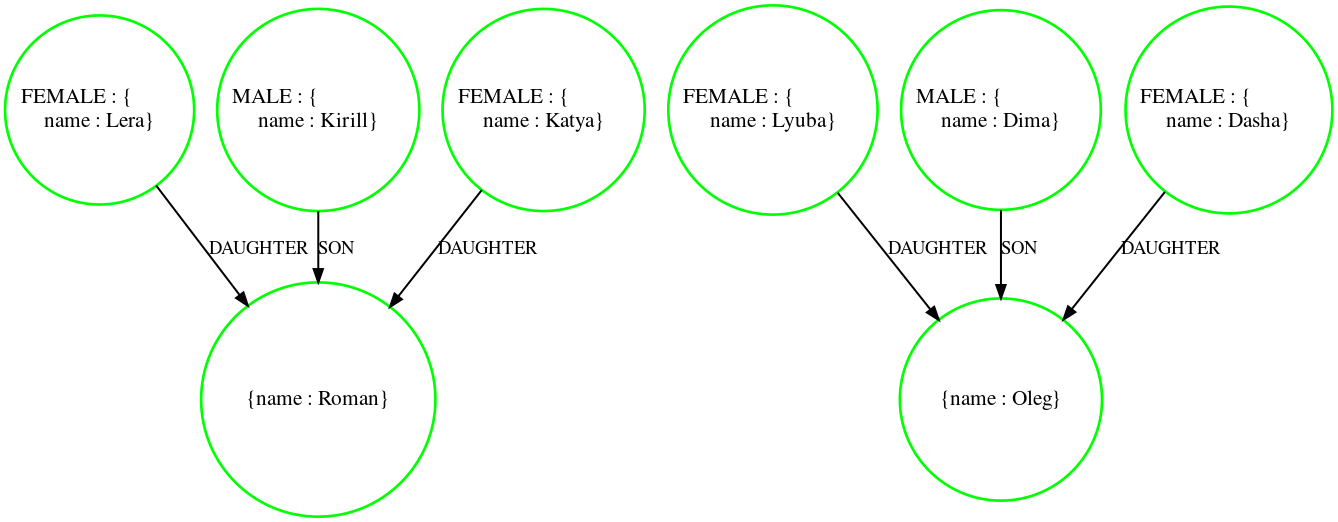 FEMALE : {
name : Lera}
MALE : {
name : Kirill}
FEMALE : {
name : Katya}
FEMALE : {
name : Lyuba}
MALE : {
name : Dima}
FEMALE : {
name : Dasha}
DAUGHTER
SON
DAUGHTER
DAUGHTER
SON
DAUGHTER
{name : Roman}
{name : Oleg}